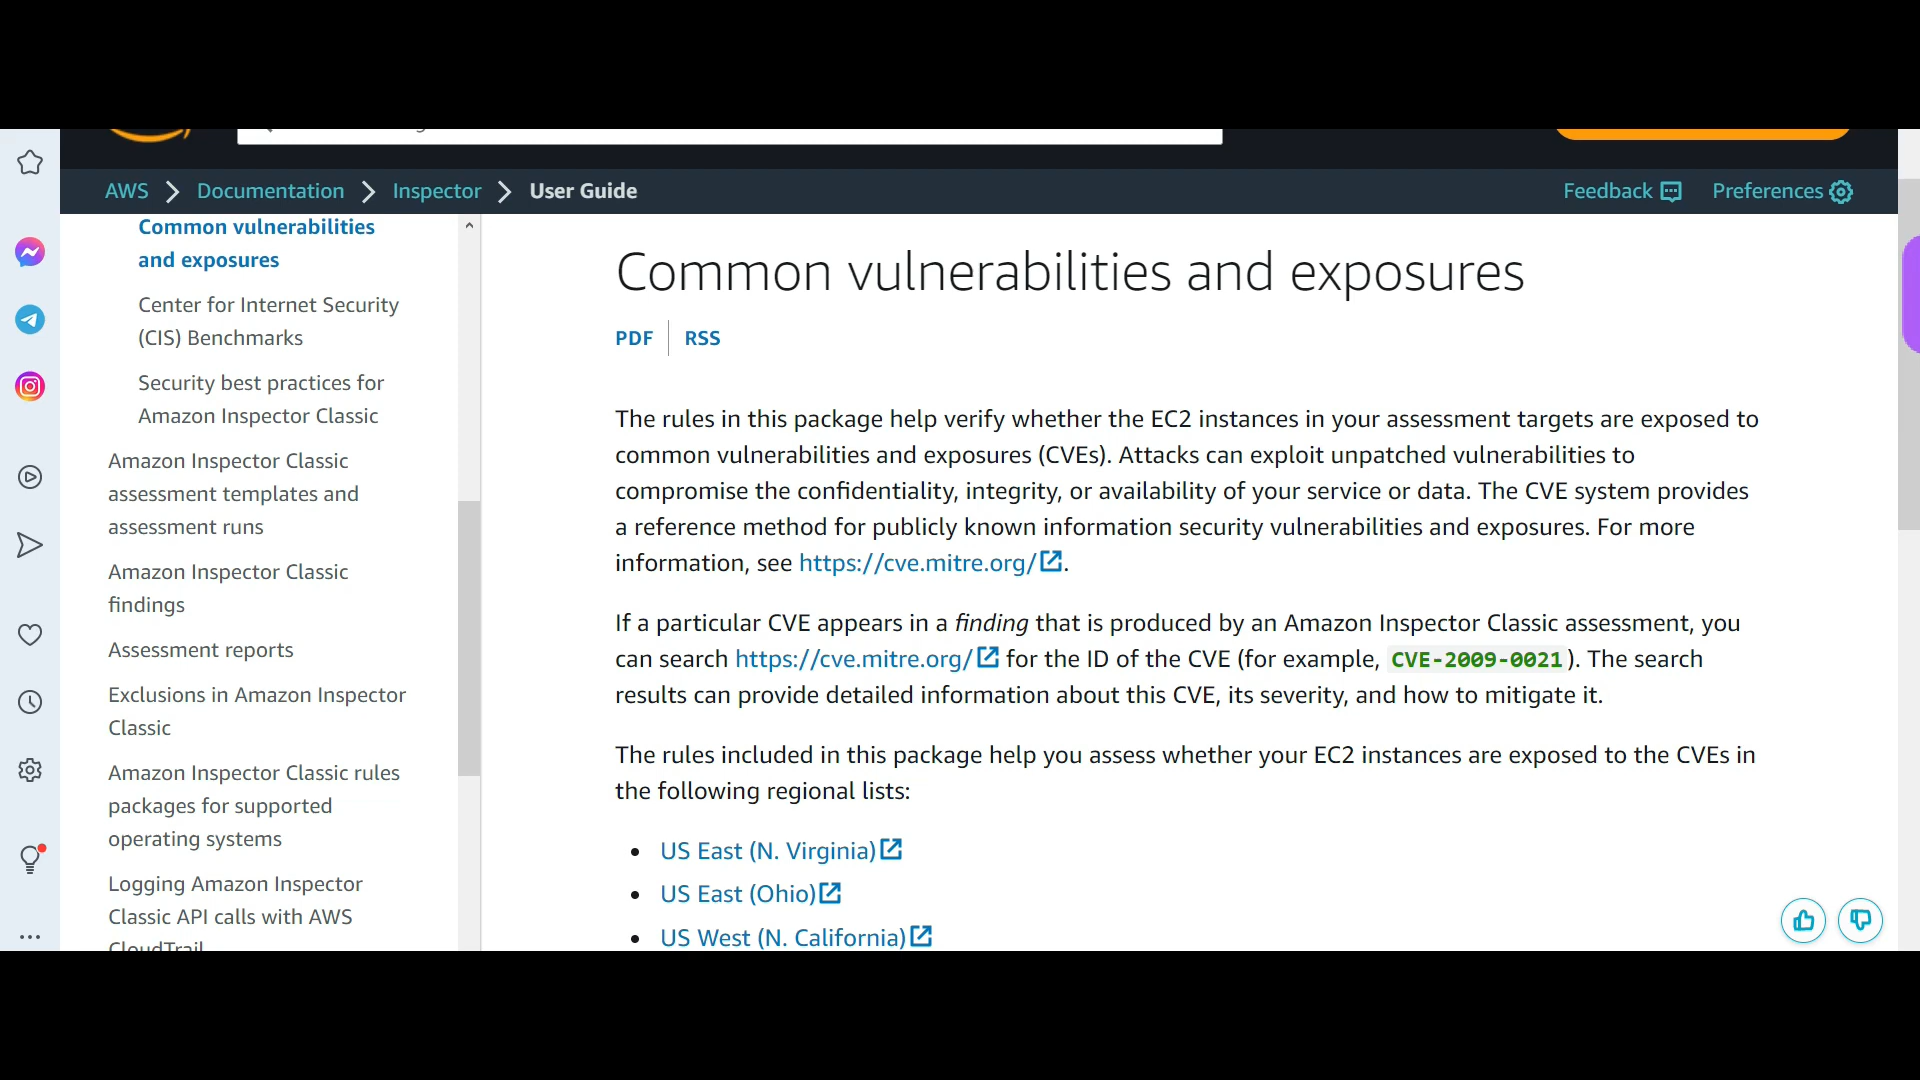 AWS Documentation Inspector User Guide Feedback Preferences
Common vulnerabilities
and exposures
Center for Internet Security
(CIS) Benchmarks
Security best practices for
Amazon Inspector Classic
Amazon Inspector Classic
assessment templates and
assessment runs
Amazon Inspector Classic
findings
Assessment reports
Exclusions in Amazon Inspector
Classic
Amazon Inspector Classic rules
packages for supported
operating systems
Logging Amazon Inspector
Classic API calls with AWS
CloudTrail
Common vulnerabilities and exposures
PDF RSS
The rules in this package help verify whether the EC2 instances in your assessment targets are exposed to
common vulnerabilities and exposures (CVEs). Attacks can exploit unpatched vulnerabilities to
compromise the confidentiality, integrity, or availability of your service or data. The CVE system provides
a reference method for publicly known information security vulnerabilities and exposures. For more
information, see https://cve.mitre.org/.
If a particular CVE appears in a finding that is produced by an Amazon Inspector Classic assessment, you
can search https://cve.mitre.org/ for the ID of the CVE (for example, CVE-2009-0021). The search
results can provide detailed information about this CVE, its severity, and how to mitigate it.
The rules included in this package help you assess whether your EC2 instances are exposed to the CVEs in
the following regional lists:
• US East (N. Virginia)
• US East (Ohio)
• US West (N. California)